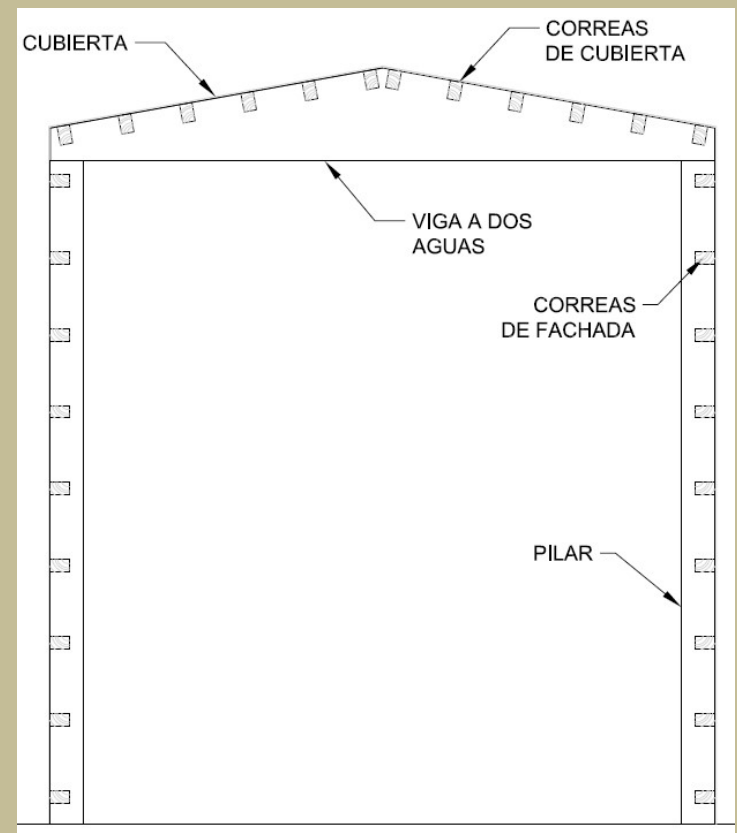 CUBIERTA
CORREAS
DE CUBIERTA
VIGA A DOS
AGUAS
CORREAS
DE FACHADA
PILAR